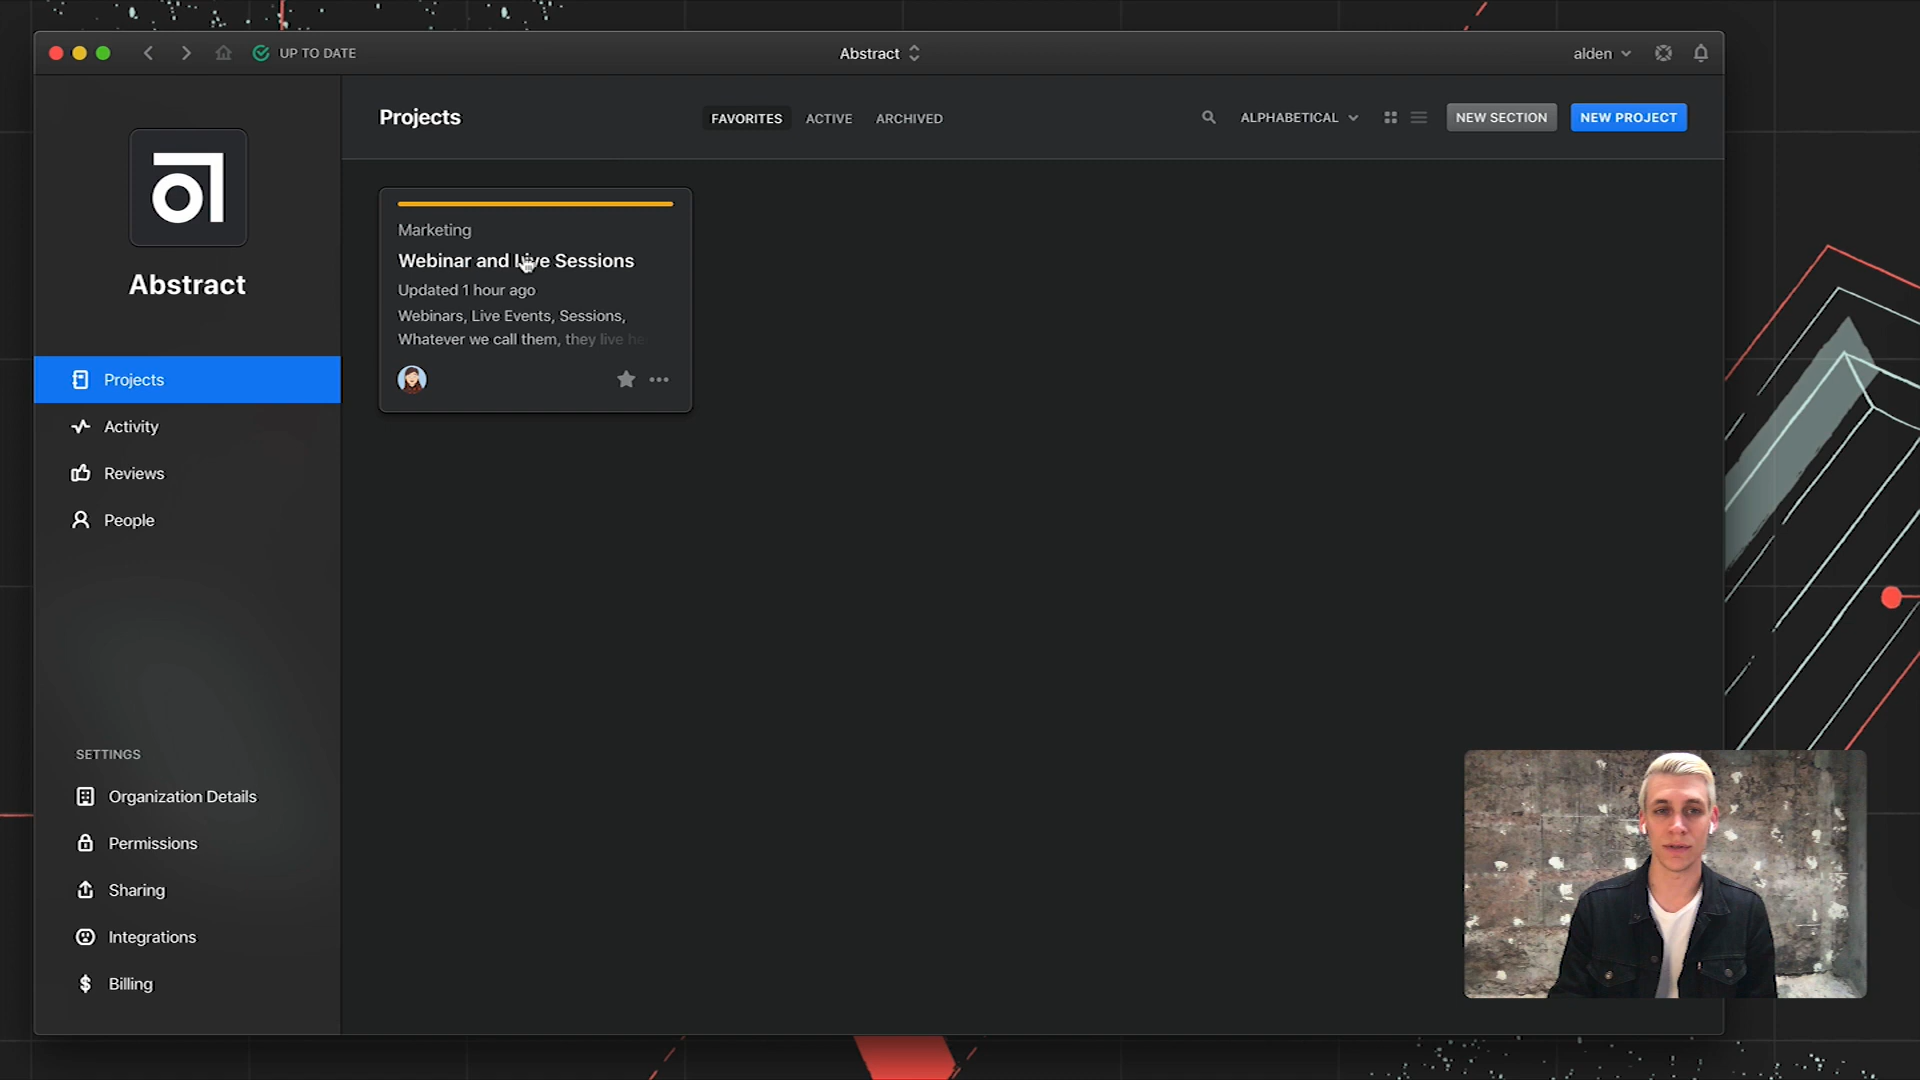 UP TO DATE
Abstract
alden
Projects
FAVORITES
ACTIVE
ARCHIVED
ALPHABETICAL
NEW SECTION
NEW PROJECT
Abstract
Marketing
Webinar and Live Sessions
Updated 1 hour ago
Webinars, Live Events, Sessions,
Whatever we call them, they live he
Projects
Activity
Reviews
People
SETTINGS
Organization Details
Permissions
Sharing
Integrations
Billing